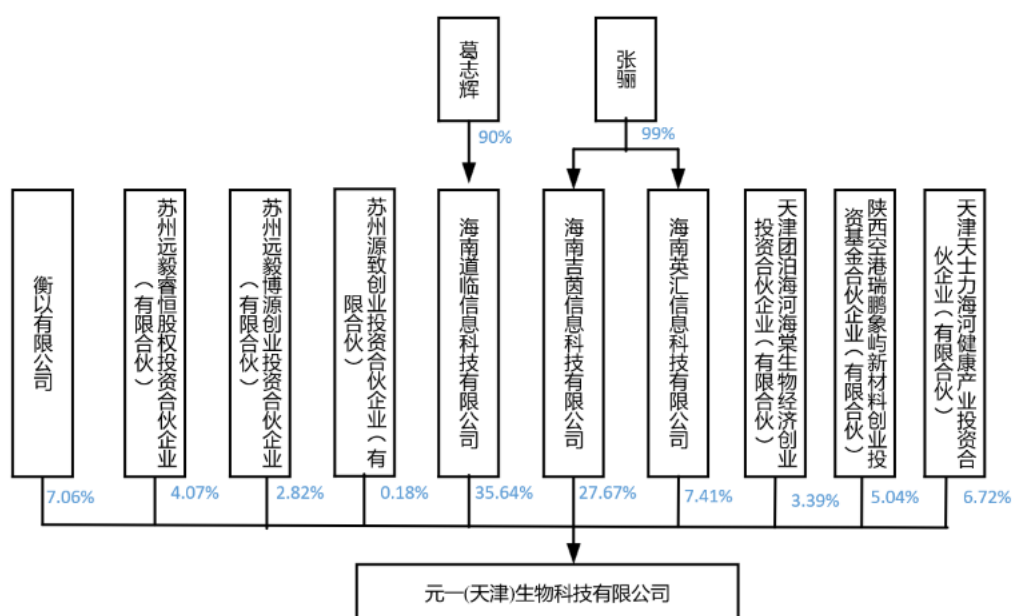 葛志辉
张骊
90%
99%
衡以有限公司
苏州远毅睿恒股权投资合伙企业
（有限合伙）
苏州远毅博源创业投资合伙企业
（有限合伙）
苏州源致创业投资合伙企业（有
限合伙）
海南道临信息科技有限公司
海南吉茵信息科技有限公司
海南英汇信息科技有限公司
天津团泊海河海棠生物经济创业
投资合伙企业（有限合伙）
陕西空港瑞鹏象屿新材料创业投
资基金合伙企业（有限合伙）
天津天士力海河健康产业投资合
伙企业（有限合伙）
7.06%
4.07%
2.82%
0.18%
35.64%
27.67%
7.41%
3.39%
5.04%
6.72%
元一(天津)生物科技有限公司